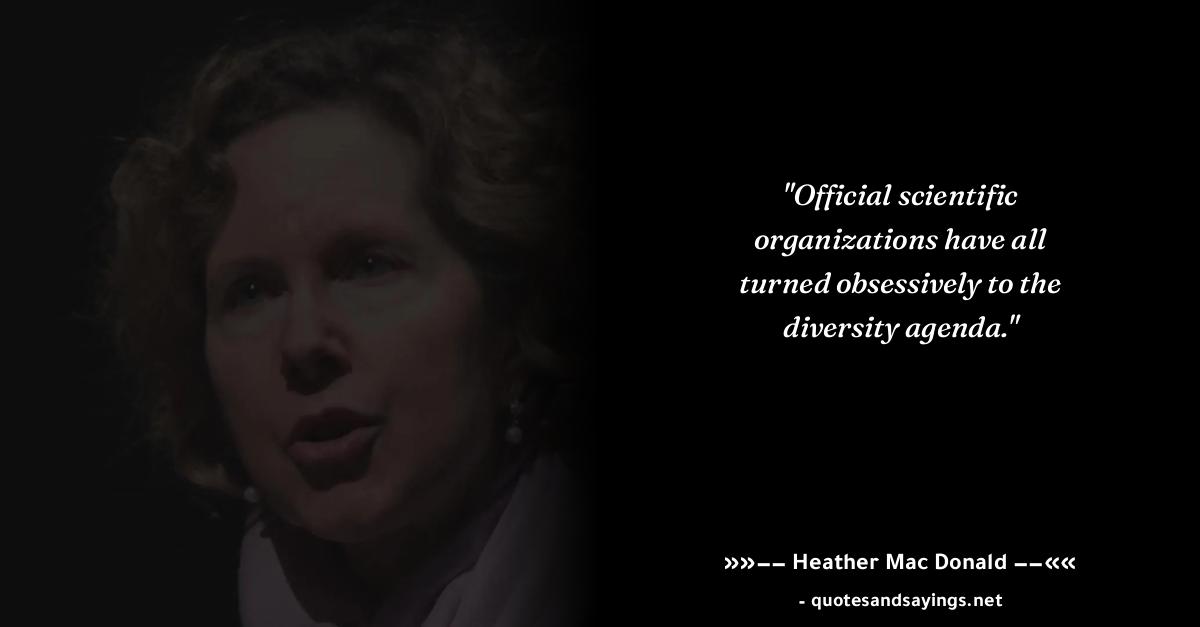 "Official scientific
organizations have all
turned obsessively to the
diversity agenda."
»»−− Heather Mac Donald −−««
- quotesandsayings.net